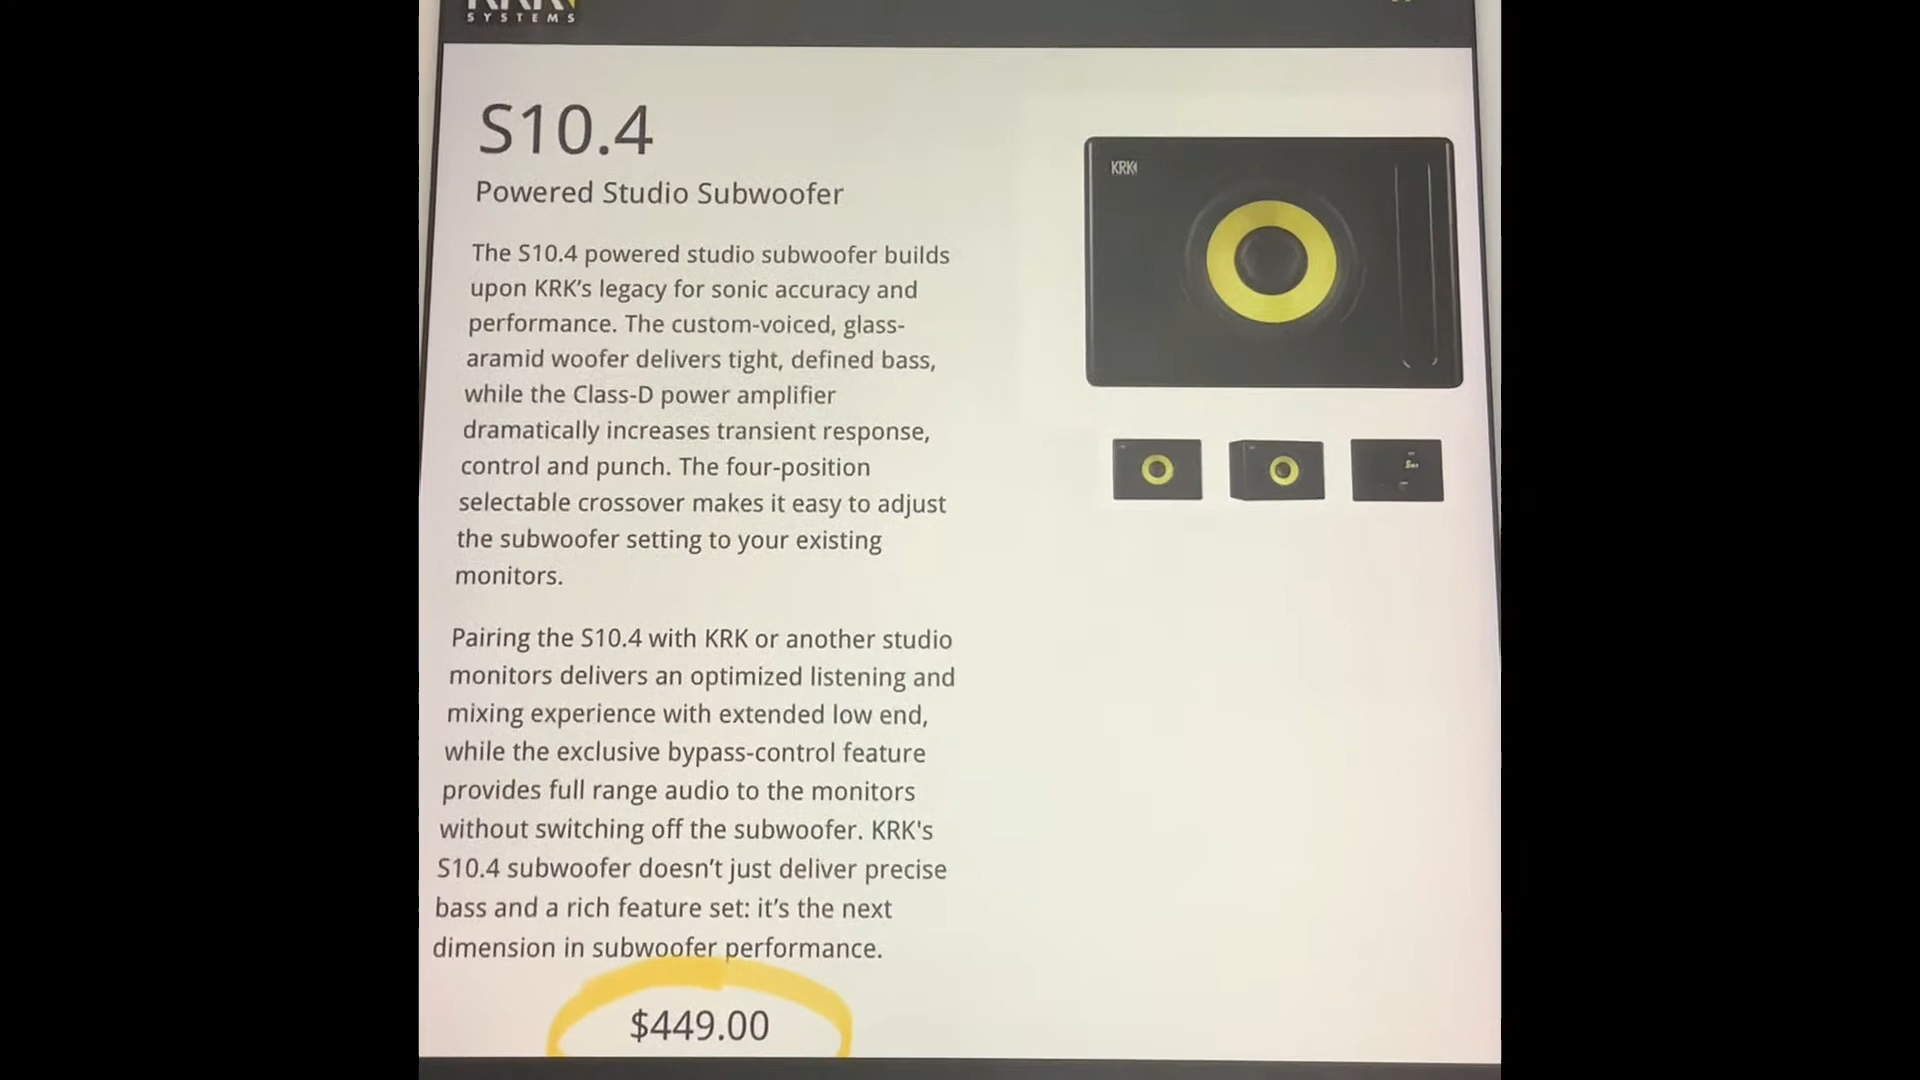 KRK
SYSTEMS
S10.4
Powered Studio Subwoofer
The S10.4 powered studio subwoofer builds
upon KRK’s legacy for sonic accuracy and
performance. The custom-voiced, glass-
aramid woofer delivers tight, defined bass,
while the Class-D power amplifier
dramatically increases transient response,
control and punch. The four-position
selectable crossover makes it easy to adjust
the subwoofer setting to your existing
monitors.
Pairing the S10.4 with KRK or another studio
monitors delivers an optimized listening and
mixing experience with extended low end,
while the exclusive bypass-control feature
provides full range audio to the monitors
without switching off the subwoofer. KRK's
S10.4 subwoofer doesn’t just deliver precise
bass and a rich feature set: it’s the next
dimension in subwoofer performance.
$449.00
KRK